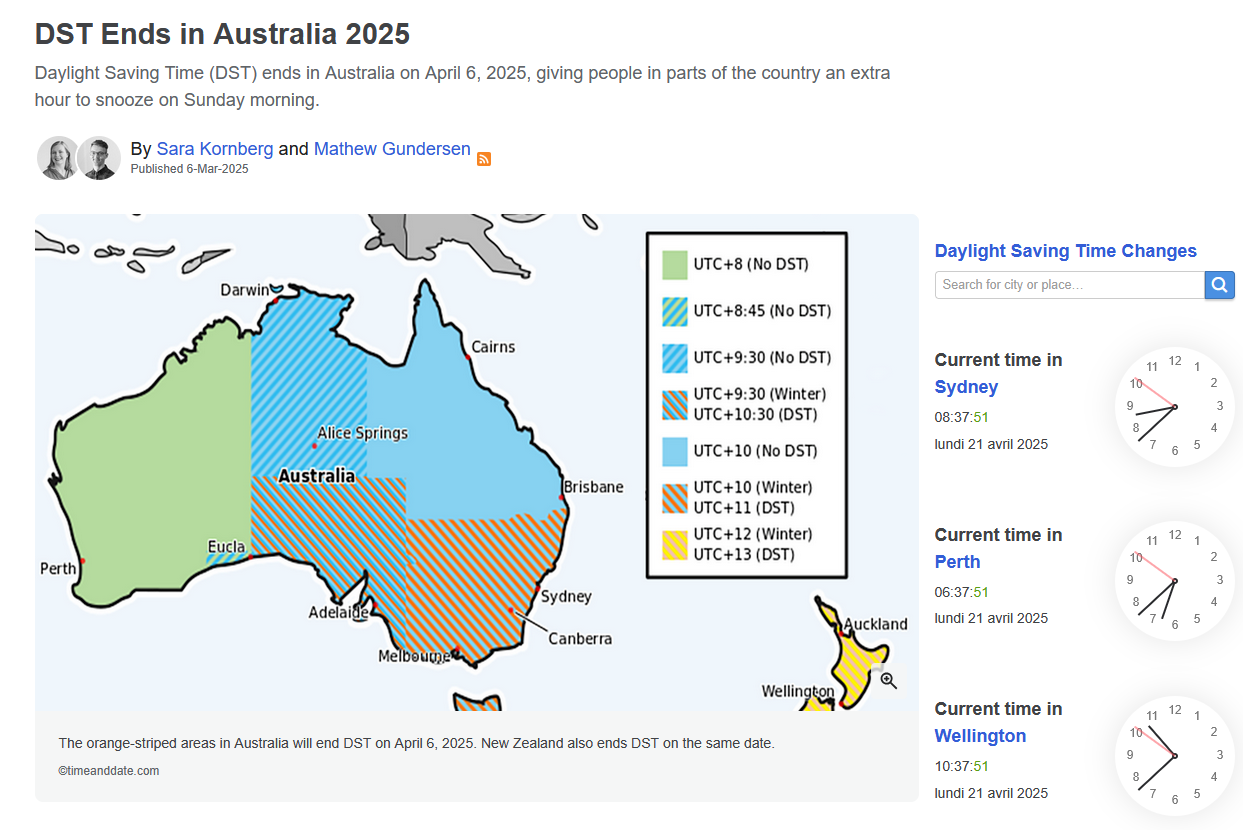 DST Ends in Australia 2025
Daylight Saving Time (DST) ends in Australia on April 6, 2025, giving people in parts of the country an extra
hour to snooze on Sunday morning.
By Sara Kornberg and Mathew Gundersen
Published 6-Mar-2025
Darwin
Cairns
Alice Springs
Australia
Brisbane
Eucla
Perth
Adelaide
Sydney
Canberra
Melbourne
UTC+8 (No DST)
UTC+8:45 (No DST)
UTC+9:30 (No DST)
UTC+9:30 (Winter)
UTC+10:30 (DST)
UTC+10 (No DST)
UTC+10 (Winter)
UTC+11 (DST)
UTC+12 (Winter)
UTC+13 (DST)
Auckland
Wellington
The orange-striped areas in Australia will end DST on April 6, 2025. New Zealand also ends DST on the same date.
©timeanddate.com
Daylight Saving Time Changes
Search for city or place...
Current time in
Sydney
08:37:51
lundi 21 avril 2025
12 1 2 3 4 5 6 7 8 9 10 11
Current time in
Perth
06:37:51
lundi 21 avril 2025
12 1 2 3 4 5 6 7 8 9 10 11
Current time in
Wellington
10:37:51
lundi 21 avril 2025
12 1 2 3 4 5 6 7 8 9 10 11